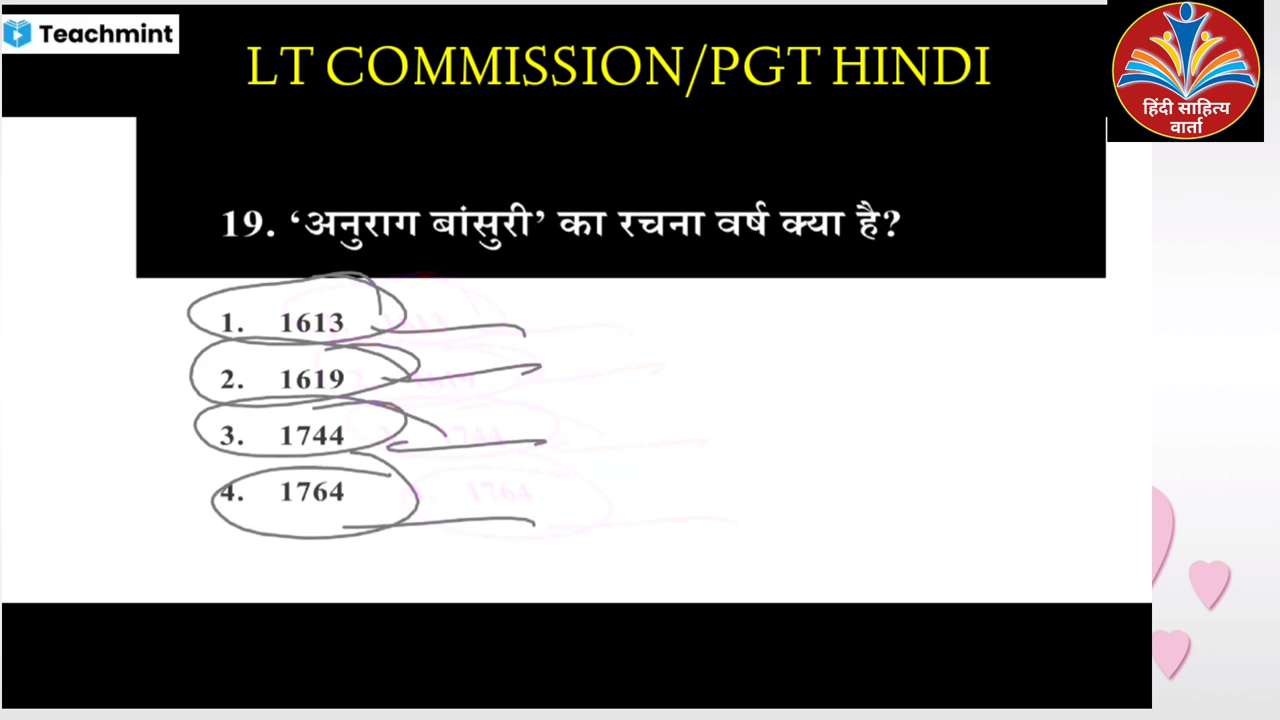 Teachmint
LT COMMISSION/PGT HINDI
हिंदी साहित्य
वार्ता
19. ‘अनुराग बांसुरी’ का रचना वर्ष क्या है?
1. 1613
2. 1619
3. 1744
4. 1764